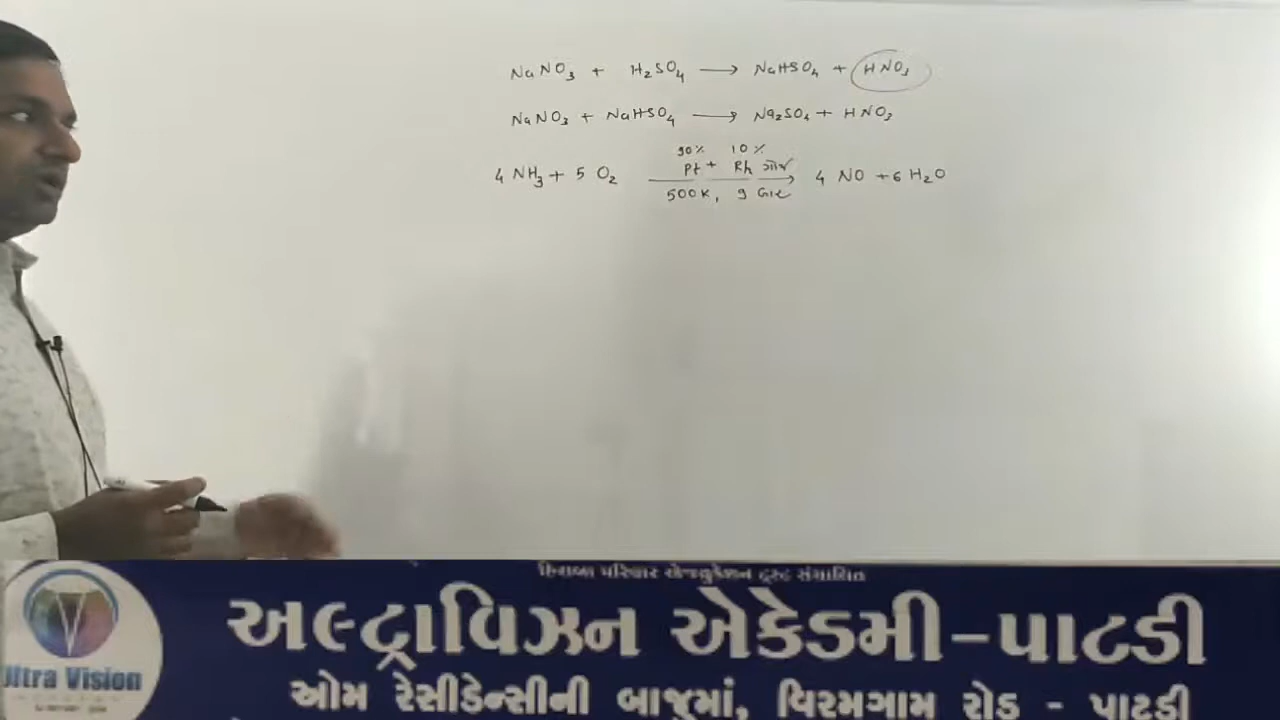 NaNO3 + H2SO4 → NaHSO4 + HNO3
NaNO3 + NaHSO4 → Na2SO4 + HNO3
90% 10%
4 NH3 + 5 O2 Pt + Rh → 4 NO + 6 H2O
500K, 9 બાર
હિરાબા પરિવાર એજ્યુકેશન ટ્રસ્ટ સંચાલિત
અલ્ટ્રાવિઝન એકેડમી-પાટડી
Ultra Vision
ઓમ રેસીડેન્સીની બાજુમાં, વિરમગામ રોડ - પાટડી